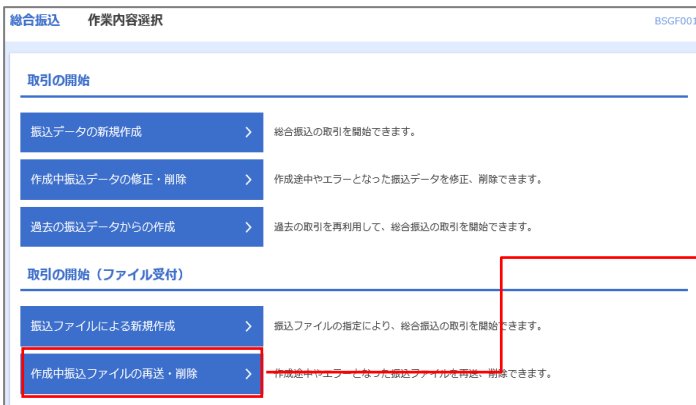 総合振込 作業内容選択 BSGF001
取引の開始
振込データの新規作成 総合振込の取引を開始できます。
作成中振込データの修正・削除 作成途中やエラーとなった振込データを修正、削除できます。
過去の振込データからの作成 過去の取引を再利用して、総合振込の取引を開始できます。
取引の開始（ファイル受付）
振込ファイルによる新規作成 振込ファイルの指定により、総合振込の取引を開始できます。
作成中振込ファイルの再送・削除 作成途中やエラーとなった振込ファイルを再送、削除できます。